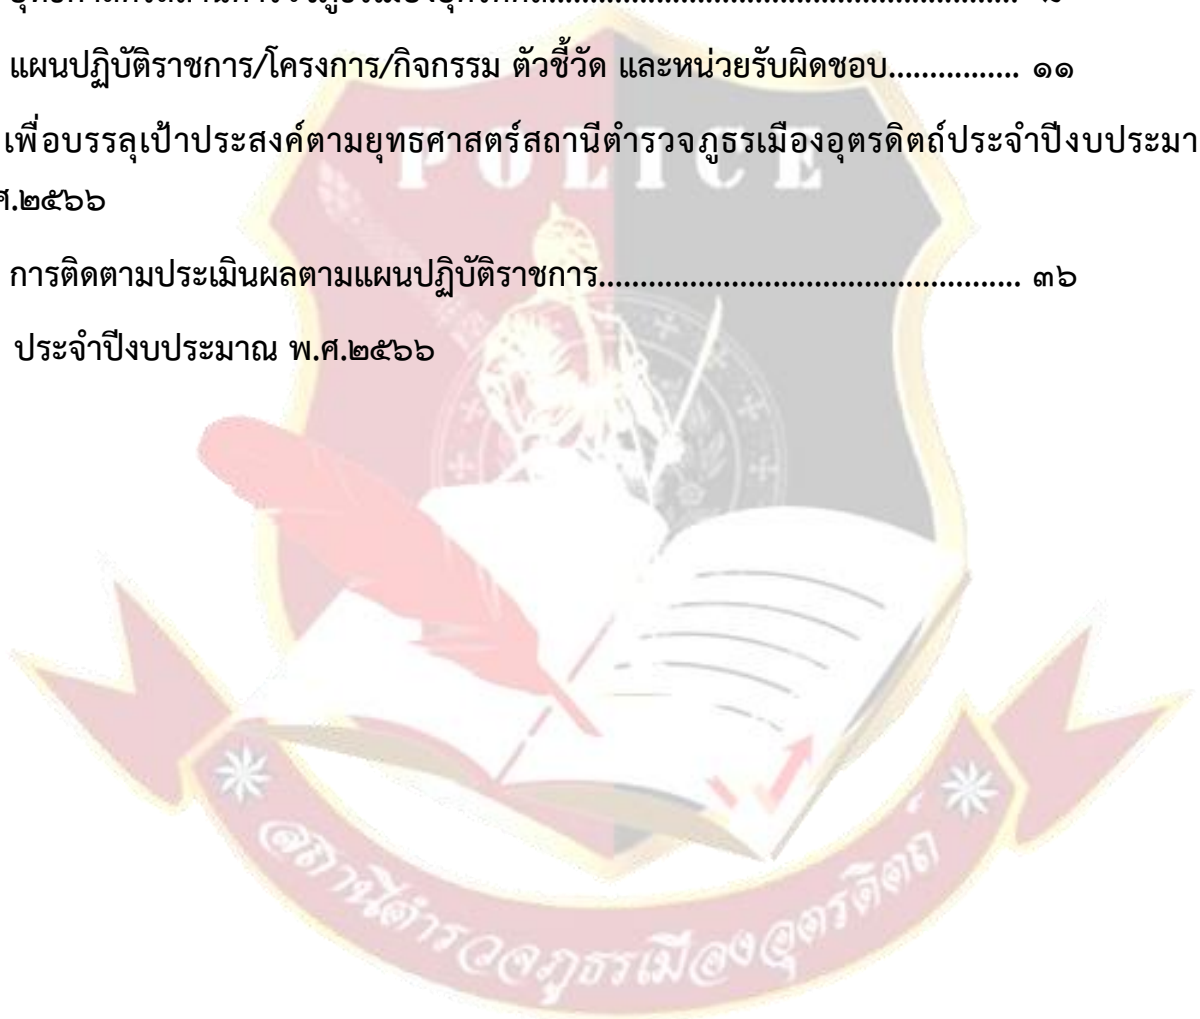 แผนปฏิบัติราชการ/โครงการ/กิจกรรม ตัวชี้วัด และหน่วยรับผิดชอบ................ ๑๑
เพื่อบรรลุเป้าประสงค์ตามยุทธศาสตร์สถานีตำรวจภูธรเมืองอุตรดิตถ์ประจำปีงบประมา
ศ.๒๕๖๖
การติดตามประเมินผลตามแผนปฏิบัติราชการ................................................... ๓๖
ประจำปีงบประมาณ พ.ศ.๒๕๖๖
POLICE
สถานีตำรวจภูธรเมืองอุตรดิตถ์